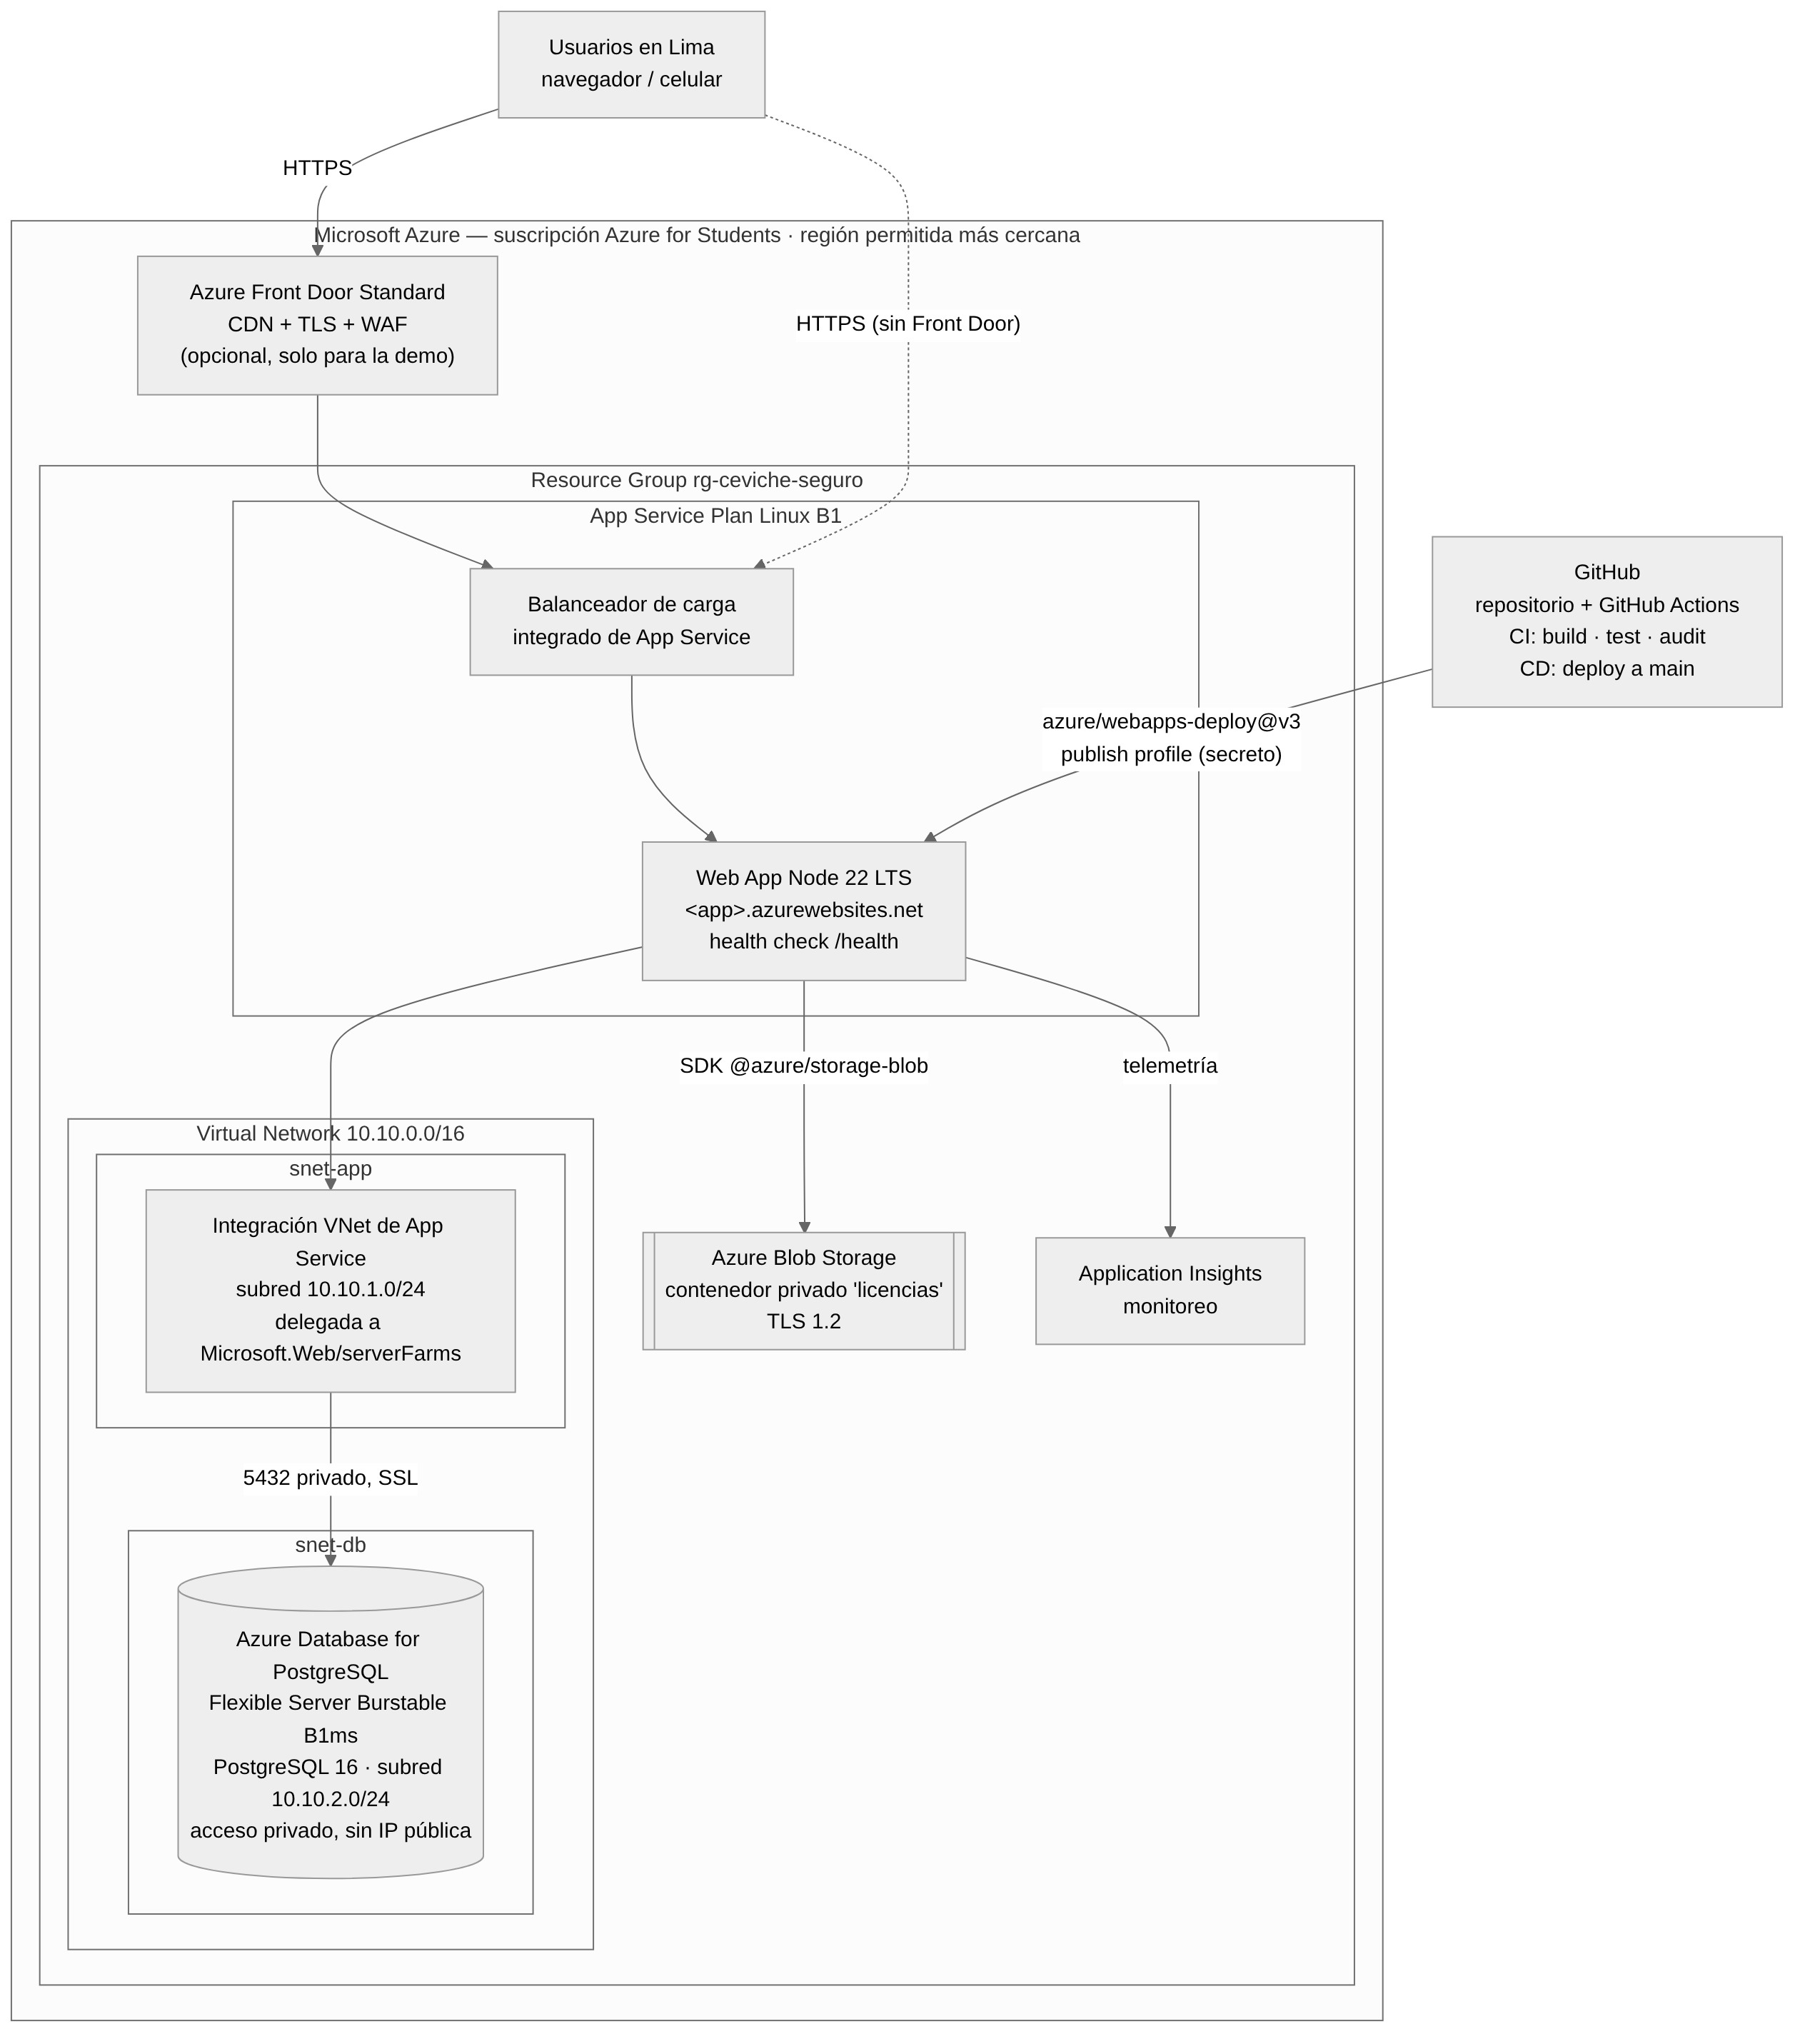 Usuarios en Lima
navegador / celular
HTTPS
Microsoft Azure — suscripción Azure for Students · región permitida más cercana
Azure Front Door Standard
CDN + TLS + WAF
(opcional, solo para la demo)
HTTPS (sin Front Door)
Resource Group rg-ceviche-seguro
App Service Plan Linux B1
Balanceador de carga
integrado de App Service
GitHub
repositorio + GitHub Actions
CI: build · test · audit
CD: deploy a main
azure/webapps-deploy@v3
publish profile (secreto)
Web App Node 22 LTS
<app>.azurewebsites.net
health check /health
SDK @azure/storage-blob
telemetría
Virtual Network 10.10.0.0/16
snet-app
Integración VNet de App
Service
subred 10.10.1.0/24
delegada a
Microsoft.Web/serverFarms
Azure Blob Storage
contenedor privado 'licencias'
TLS 1.2
Application Insights
monitoreo
5432 privado, SSL
snet-db
Azure Database for
PostgreSQL
Flexible Server Burstable
B1ms
PostgreSQL 16 · subred
10.10.2.0/24
acceso privado, sin IP pública